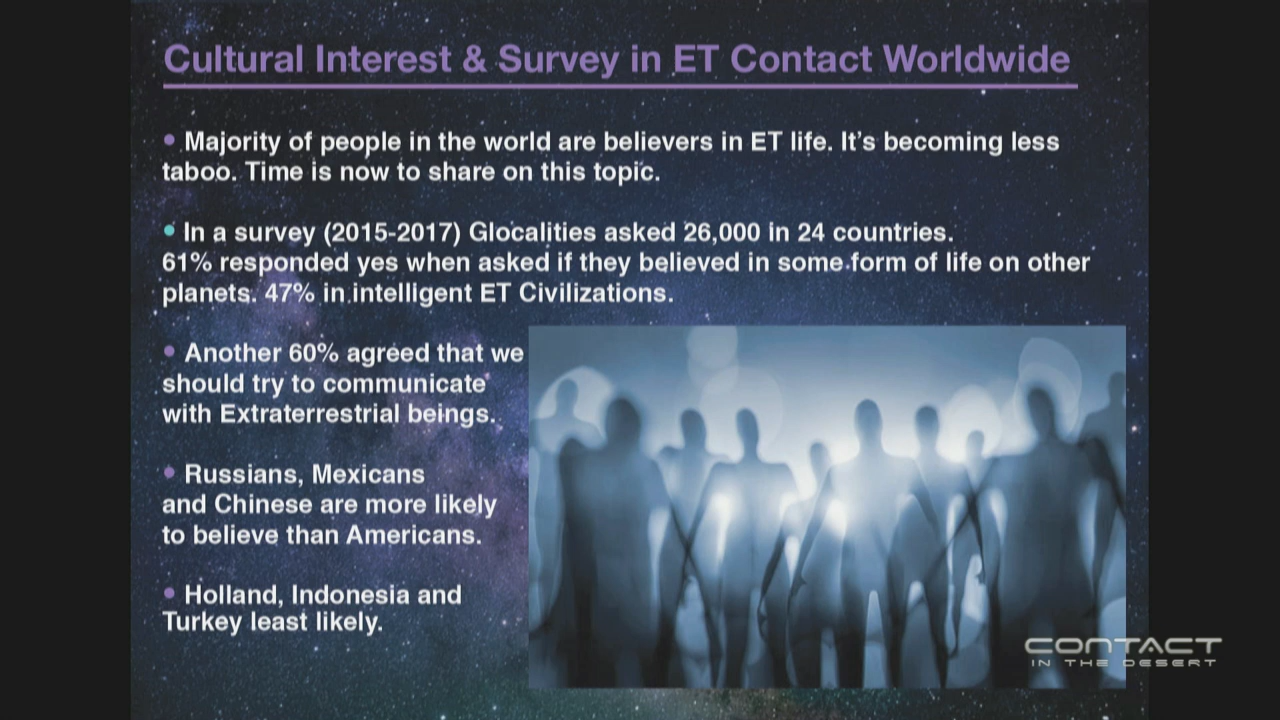 Cultural Interest & Survey in ET Contact Worldwide
• Majority of people in the world are believers in ET life. It's becoming less
taboo. Time is now to share on this topic.
• In a survey (2015-2017) Glocalities asked 26,000 in 24 countries.
61% responded yes when asked if they believed in some form of life on other
planets. 47% in intelligent ET Civilizations.
• Another 60% agreed that we
should try to communicate
with Extraterrestrial beings.
• Russians, Mexicans
and Chinese are more likely
to believe than Americans.
• Holland, Indonesia and
Turkey least likely.
CONTACT
IN THE DESERT